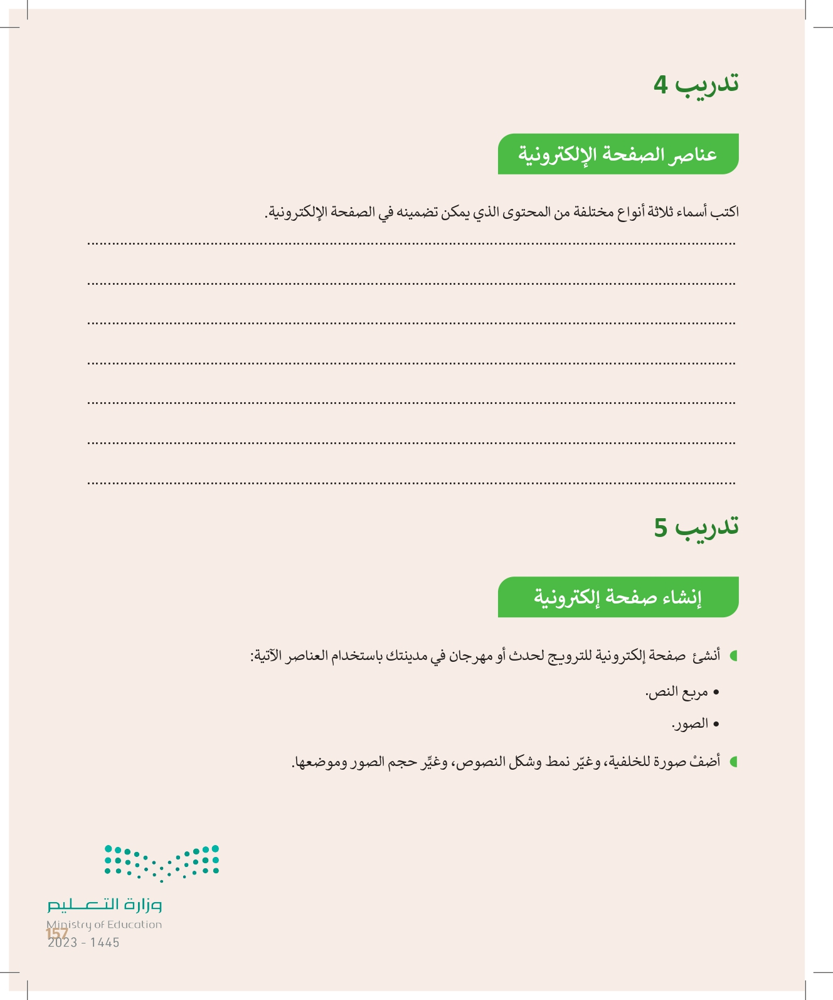 تدريب 4
عناصر الصفحة الإلكترونية
اكتب أسماء ثلاثة أنواع مختلفة من المحتوى الذي يمكن تضمينه في الصفحة الإلكترونية.
تدريب 5
إنشاء صفحة إلكترونية
أنشئ صفحة إلكترونية للترويج لحدث أو مهرجان في مدينتك باستخدام العناصر الآتية:
• مربع النص.
• الصور.
أضفْ صورة للخلفية، وغيّر نمط وشكل النصوص، وغيِّر حجم الصور وموضعها.
وزارة التعـــليم
Ministry of Education
157
2023 - 1445